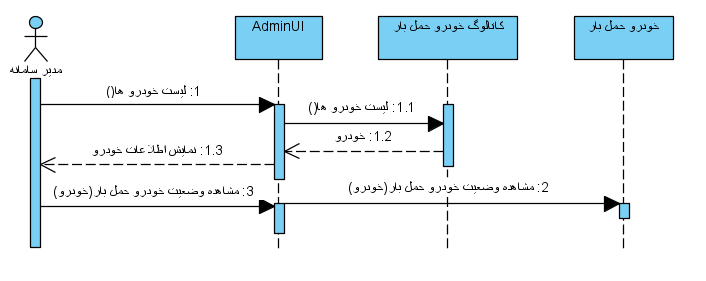 AdminUI
کاتالوگ خودرو حمل بار
خودرو حمل بار
مدیر سامانه
1: لیست خودرو ها()
1.1: لیست خودرو ها()
1.2: خودرو
1.3: نمایش اطلاعات خودرو
2: مشاهده وضعیت خودرو حمل بار(خودرو)
3: مشاهده وضعیت خودرو حمل بار(خودرو)